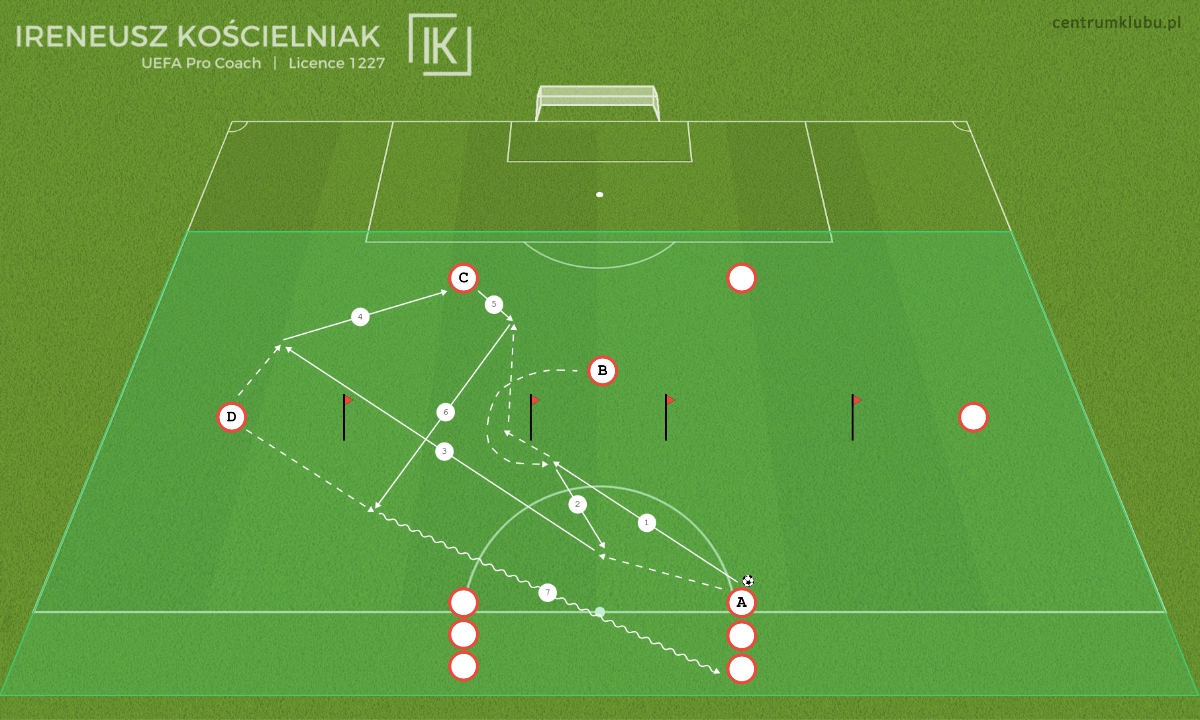 IRENEUSZ KOŚCIELNIAK
UEFA Pro Coach | Licence 1227
IK
centrumklubu.pl
C
5
4
B
D
6
3
2
1
7
A